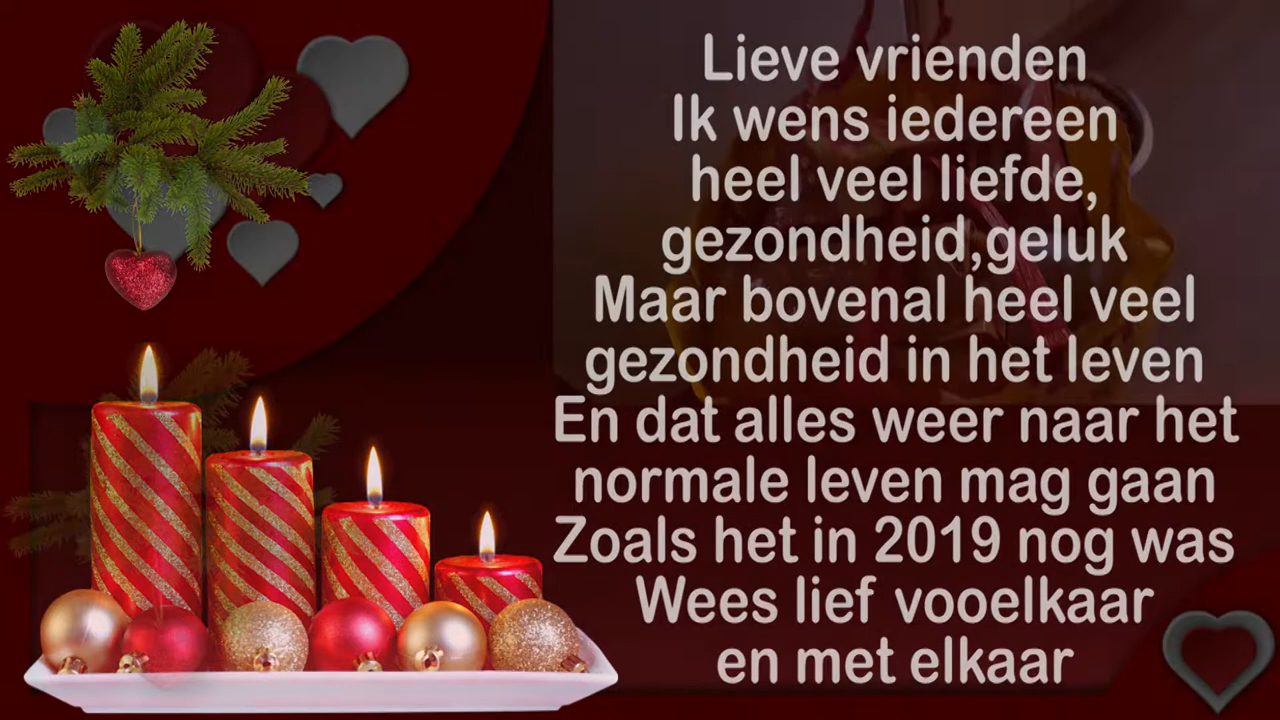 Lieve vrienden
Ik wens iedereen
heel veel liefde,
gezondheid,geluk
Maar bovenal heel veel
gezondheid in het leven
En dat alles weer naar het
normale leven mag gaan
Zoals het in 2019 nog was
Wees lief vooelkaar
en met elkaar